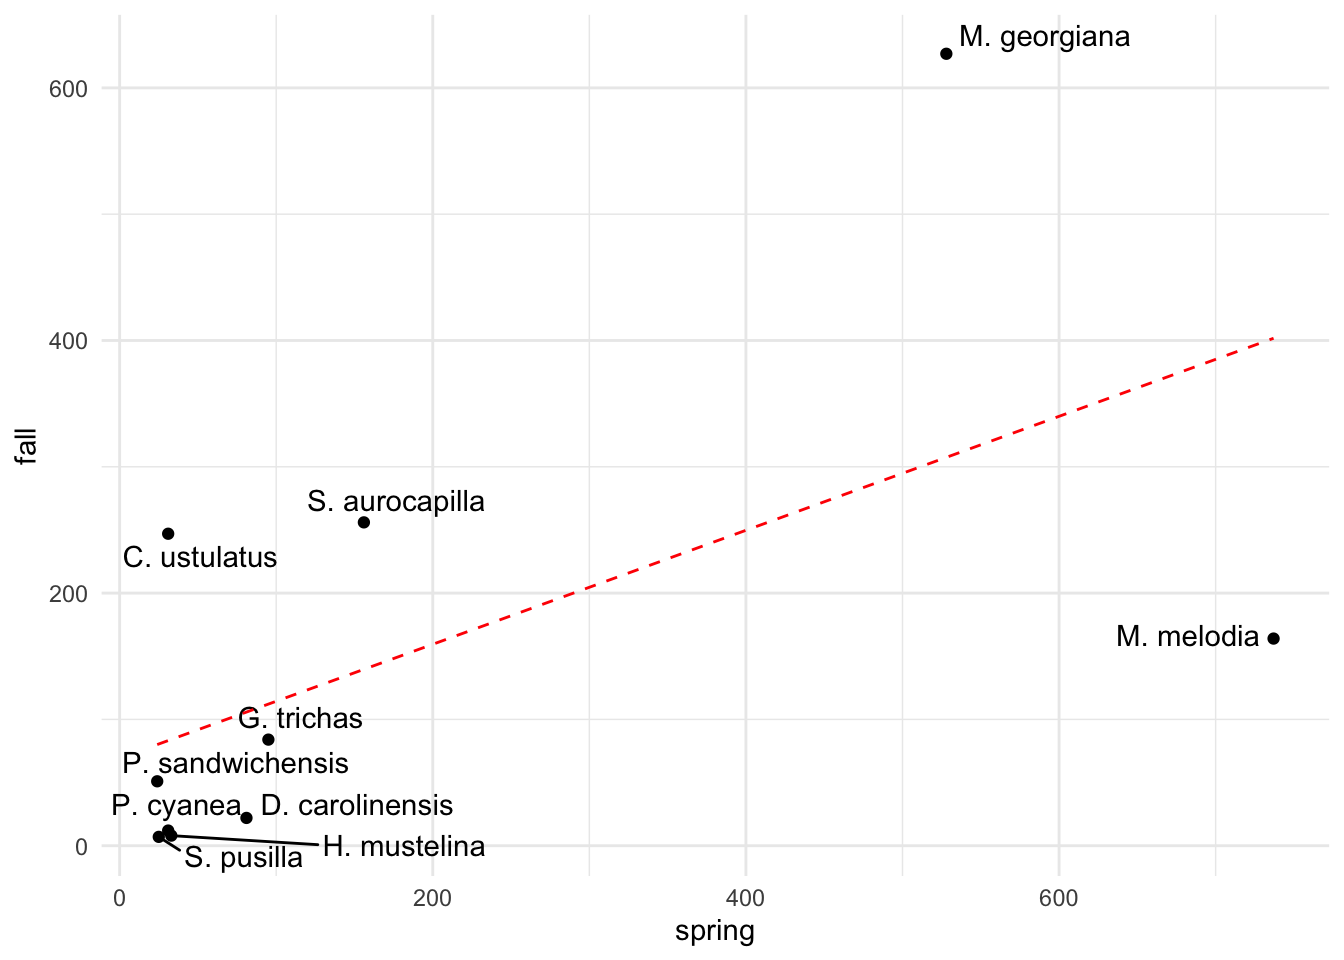 M. georgiana
600
400
fall
S. aurocapilla
C. ustulatus
200
M. melodia
G. trichas
P. sandwichensis
P. cyanea
D. carolinensis
0
H. mustelina
S. pusilla
0
200
400
600
spring